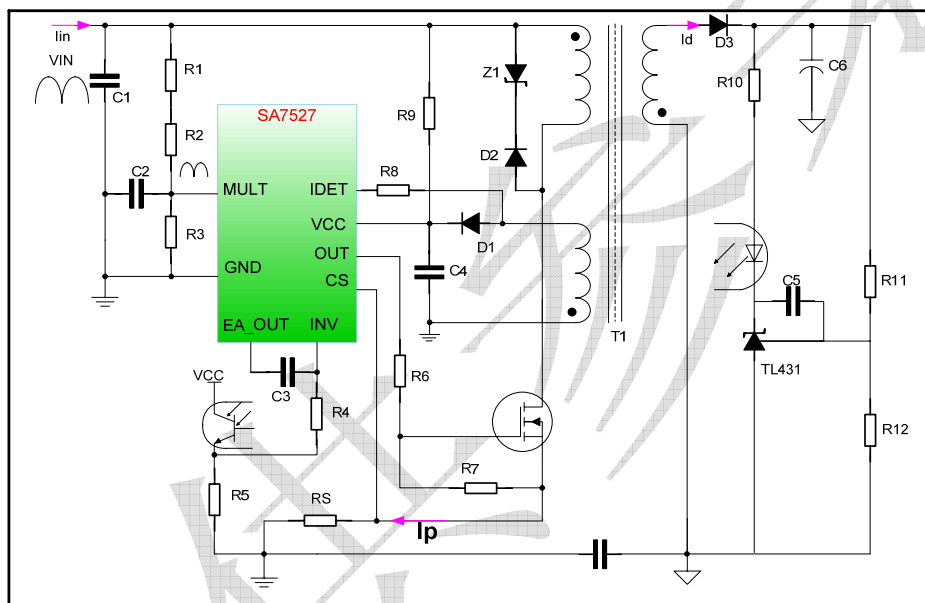 Iin
VIN
C1
R1
R2
C2
R3
SA7527
MULT
IDET
VCC
OUT
GND
CS
EA_OUT
INV
R8
R9
D1
C4
Z1
D2
T1
Id
D3
R10
C6
C5
R11
TL431
R12
VCC
C3
R4
R6
R5
RS
R7
Ip